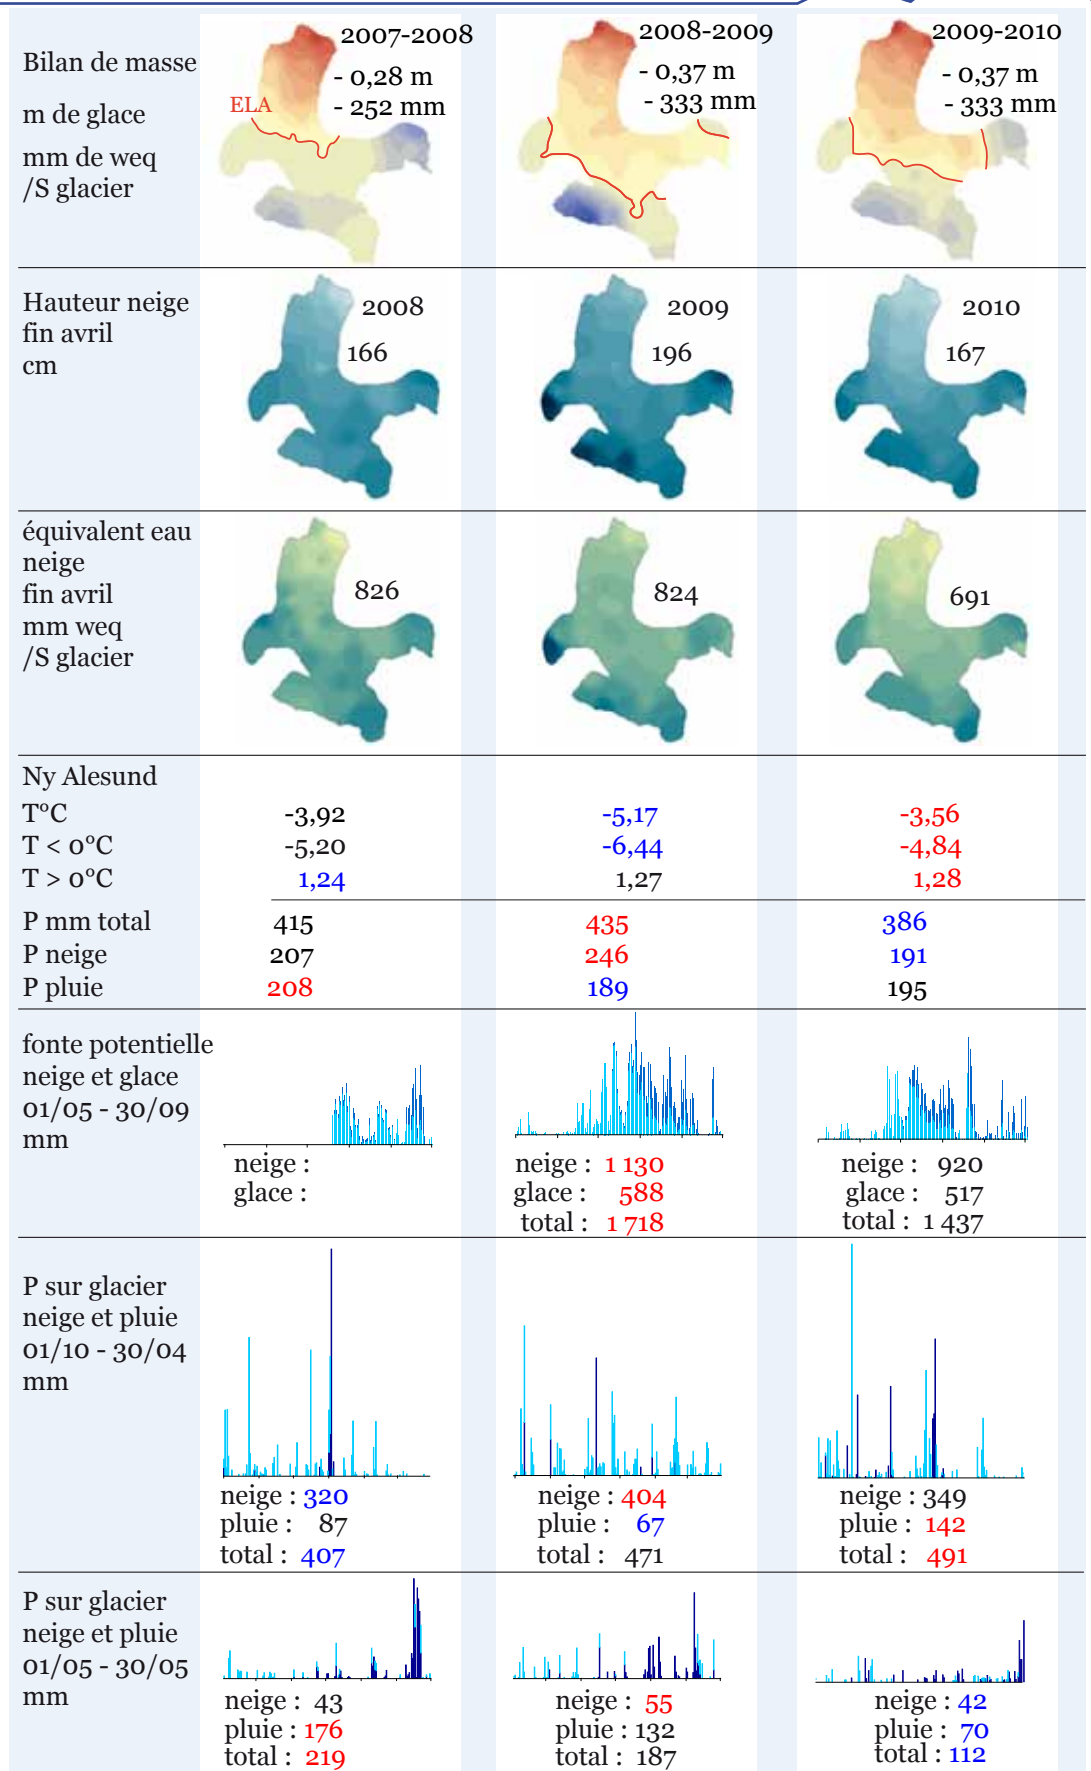 Bilan de masse
m de glace
mm de weq
/S glacier
2007-2008
- 0,28 m
- 252 mm
ELA
2008-2009
- 0,37 m
- 333 mm
2009-2010
- 0,37 m
- 333 mm
Hauteur neige
fin avril
cm
2008
166
2009
196
2010
167
équivalent eau
neige
fin avril
mm weq
/S glacier
826
824
691
Ny Alesund
T°C -3,92 -5,17 -3,56
T < 0°C -5,20 -6,44 -4,84
T > 0°C 1,24 1,27 1,28
P mm total 415 435 386
P neige 207 246 191
P pluie 208 189 195
fonte potentielle
neige et glace
01/05 - 30/09
mm
neige :
glace :
neige : 1 130
glace : 588
total : 1 718
neige : 920
glace : 517
total : 1 437
P sur glacier
neige et pluie
01/10 - 30/04
mm
neige : 320
pluie : 87
total : 407
neige : 404
pluie : 67
total : 471
neige : 349
pluie : 142
total : 491
P sur glacier
neige et pluie
01/05 - 30/05
mm
neige : 43
pluie : 176
total : 219
neige : 55
pluie : 132
total : 187
neige : 42
pluie : 70
total : 112